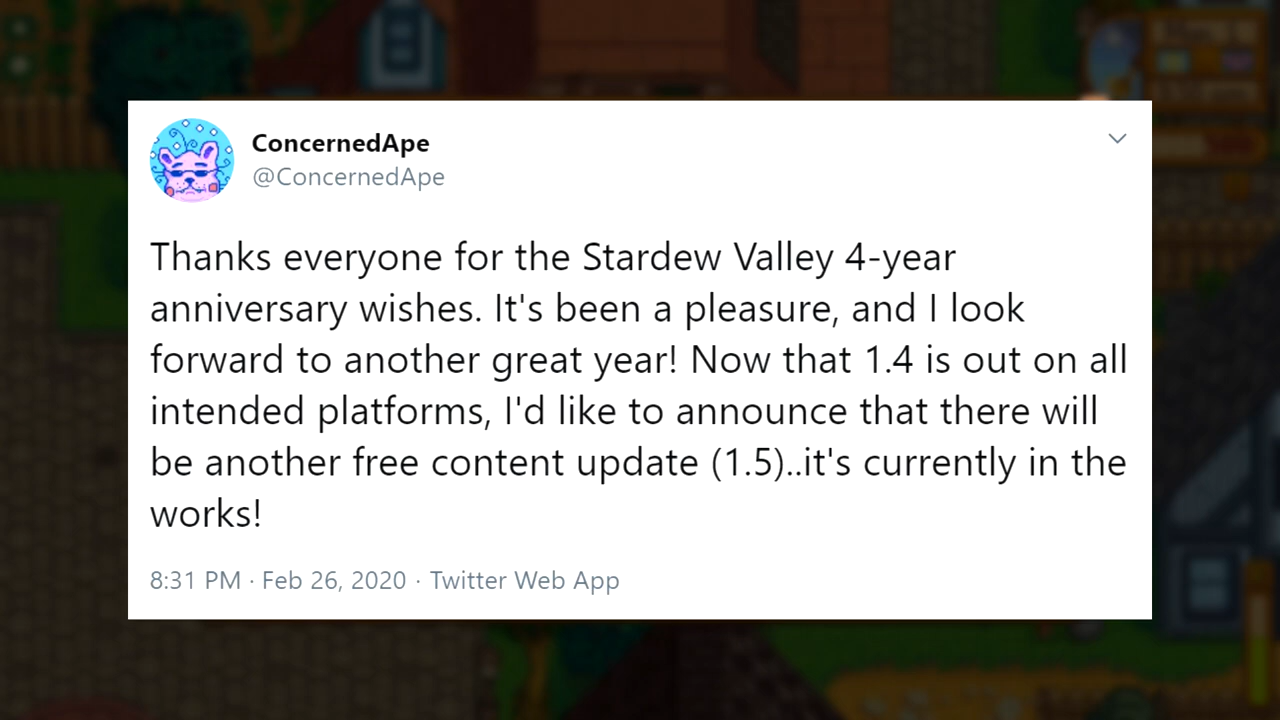 ConcernedApe
@ConcernedApe
Thanks everyone for the Stardew Valley 4-year
anniversary wishes. It's been a pleasure, and I look
forward to another great year! Now that 1.4 is out on all
intended platforms, I'd like to announce that there will
be another free content update (1.5)..it's currently in the
works!
8:31 PM · Feb 26, 2020 · Twitter Web App